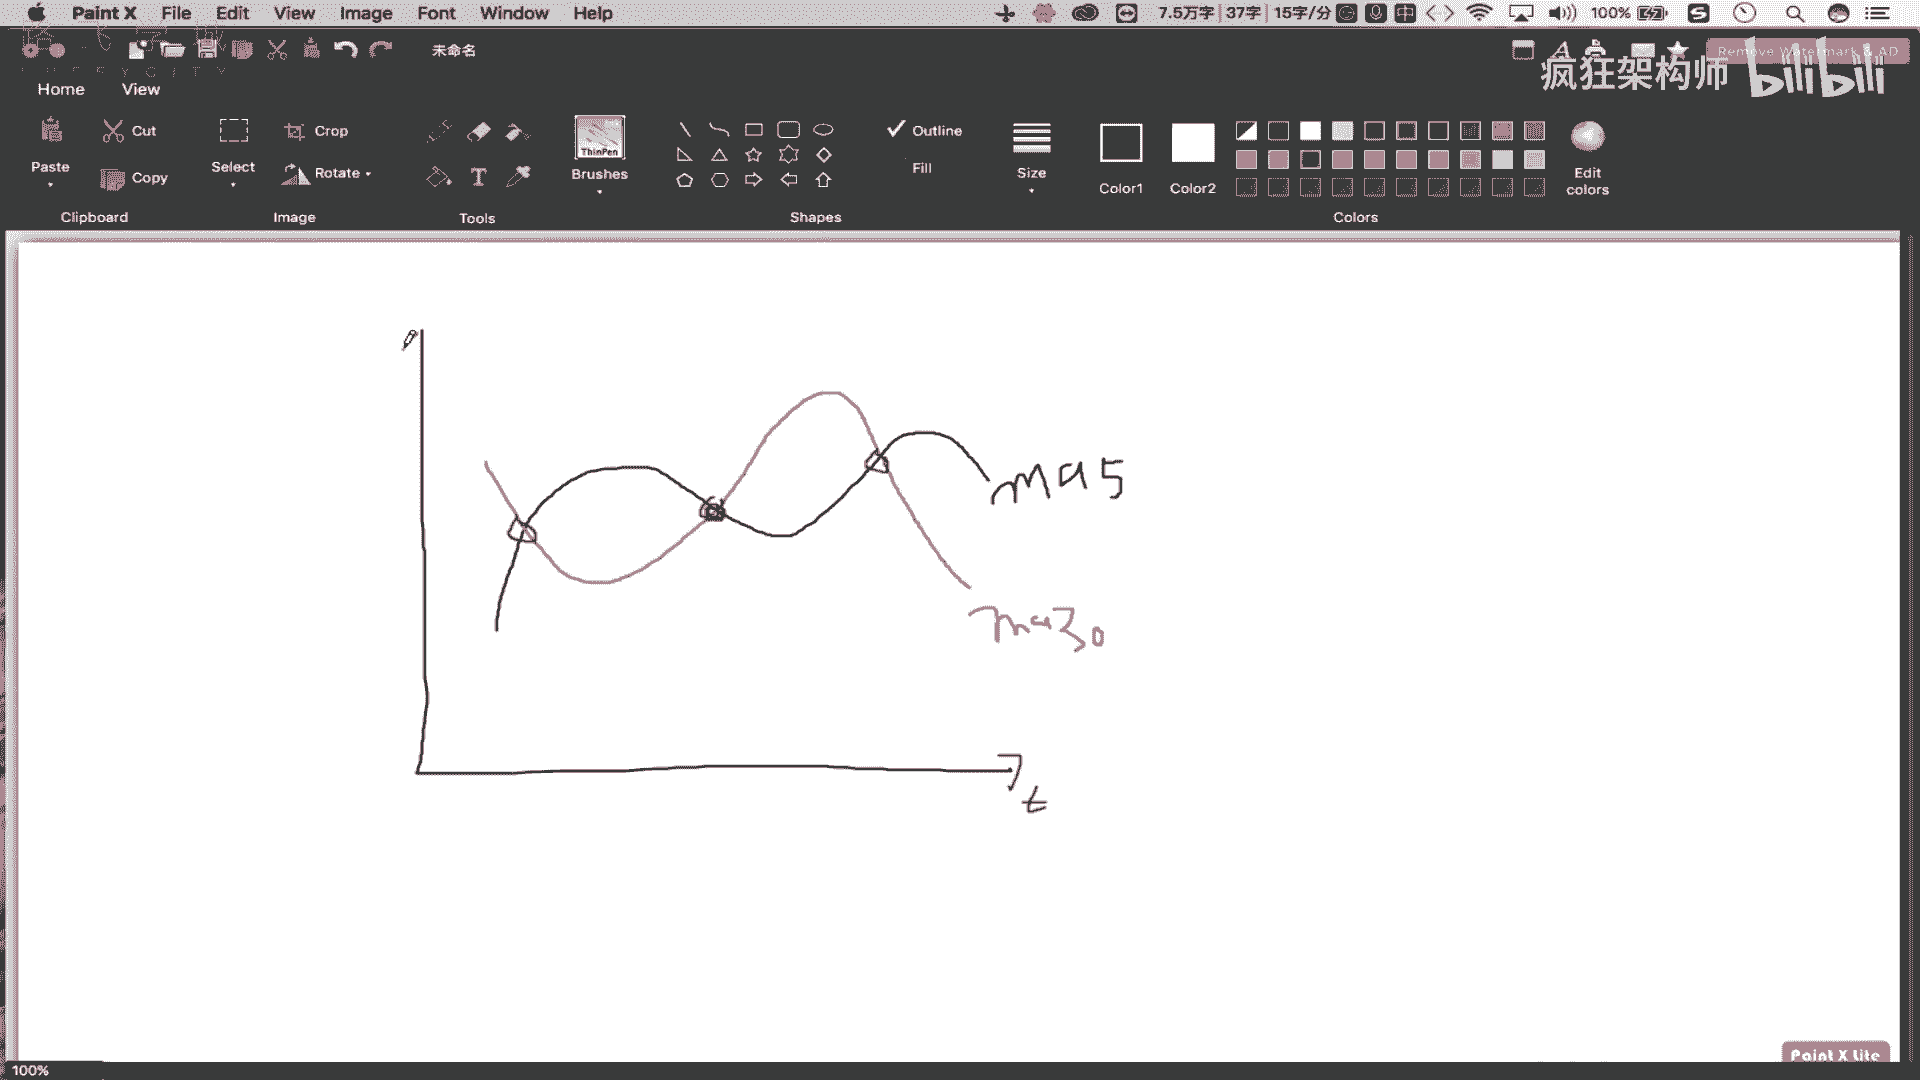 Paint X File Edit View Image Font Window Help 7.5万字 37字 15字/分 中 100%
未命名
Remove Watermark & AD
疯狂架构师 bilibili
Home View
Cut Crop Outline
Paste Select ThinPen
Copy Rotate T Brushes Fill Size Color1 Color2 Edit colors
Clipboard Image Tools Shapes Colors
ma5
ma30
t
Paint X Lite
100%